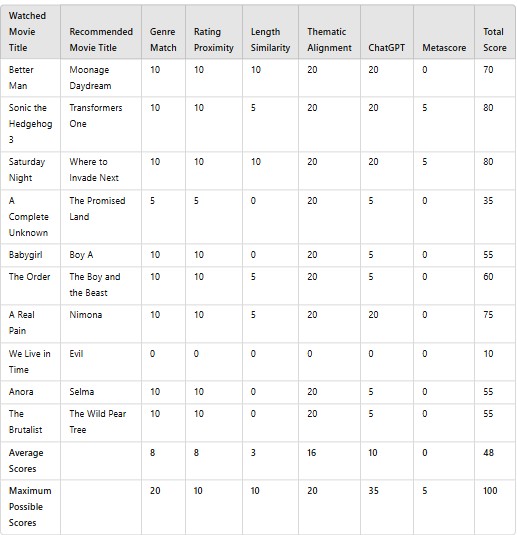 Watched Movie Title | Recommended Movie Title | Genre Match | Rating Proximity | Length Similarity | Thematic Alignment | ChatGPT | Metascore | Total Score
Better Man | Moonage Daydream | 10 | 10 | 10 | 20 | 20 | 0 | 70
Sonic the Hedgehog 3 | Transformers One | 10 | 10 | 5 | 20 | 20 | 5 | 80
Saturday Night | Where to Invade Next | 10 | 10 | 10 | 20 | 20 | 5 | 80
A Complete Unknown | The Promised Land | 5 | 5 | 0 | 20 | 5 | 0 | 35
Babygirl | Boy A | 10 | 10 | 0 | 20 | 5 | 0 | 55
The Order | The Boy and the Beast | 10 | 10 | 5 | 20 | 5 | 0 | 60
A Real Pain | Nimona | 10 | 10 | 5 | 20 | 20 | 0 | 75
We Live in Time | Evil | 0 | 0 | 0 | 0 | 0 | 0 | 10
Anora | Selma | 10 | 10 | 0 | 20 | 5 | 0 | 55
The Brutalist | The Wild Pear Tree | 10 | 10 | 0 | 20 | 5 | 0 | 55
Average Scores | | 8 | 8 | 3 | 16 | 10 | 0 | 48
Maximum Possible Scores | | 20 | 10 | 10 | 20 | 35 | 5 | 100